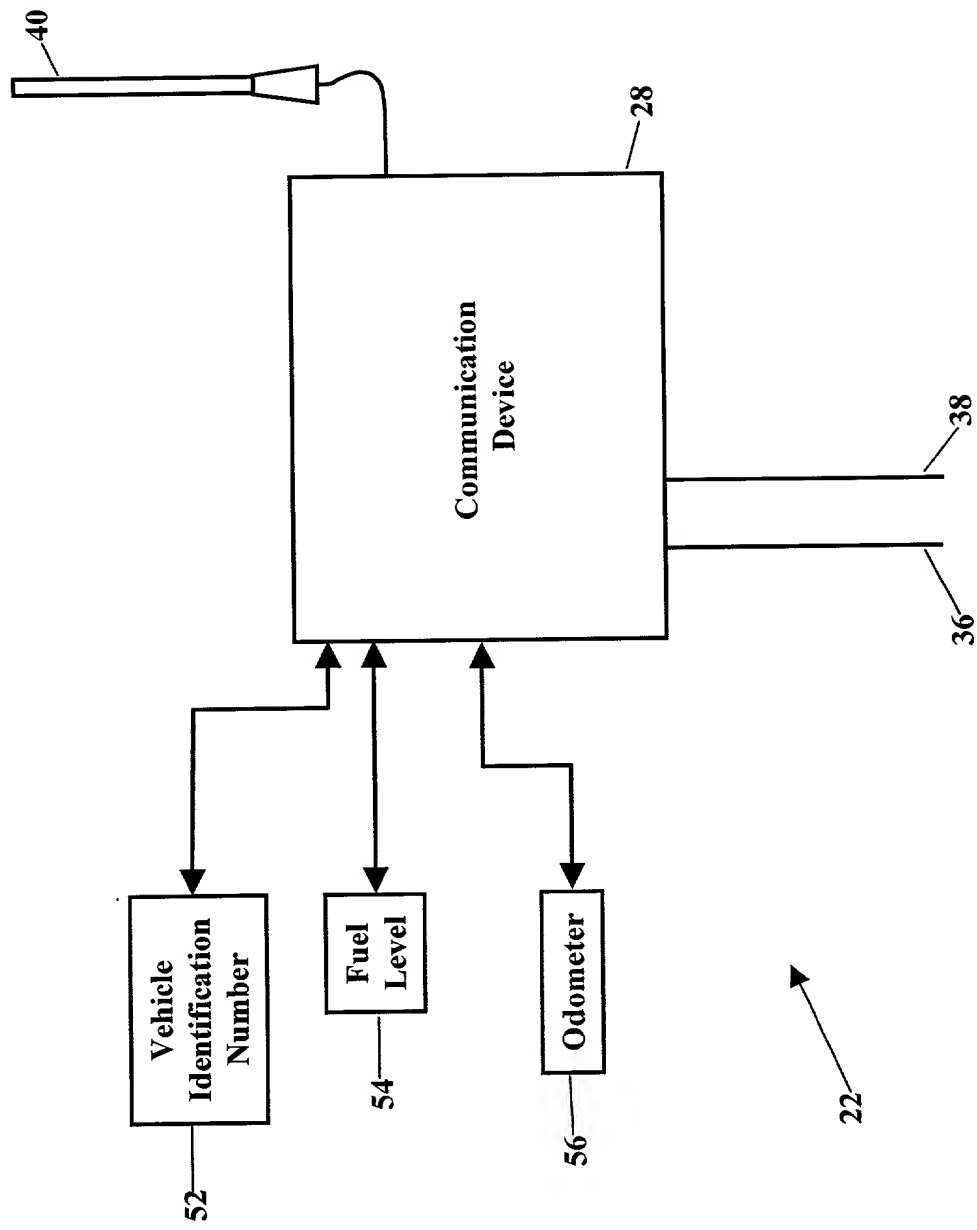 40
28
Communication
Device
38
36
Vehicle
Identification
Number
52
Fuel
Level
54
Odometer
56
22